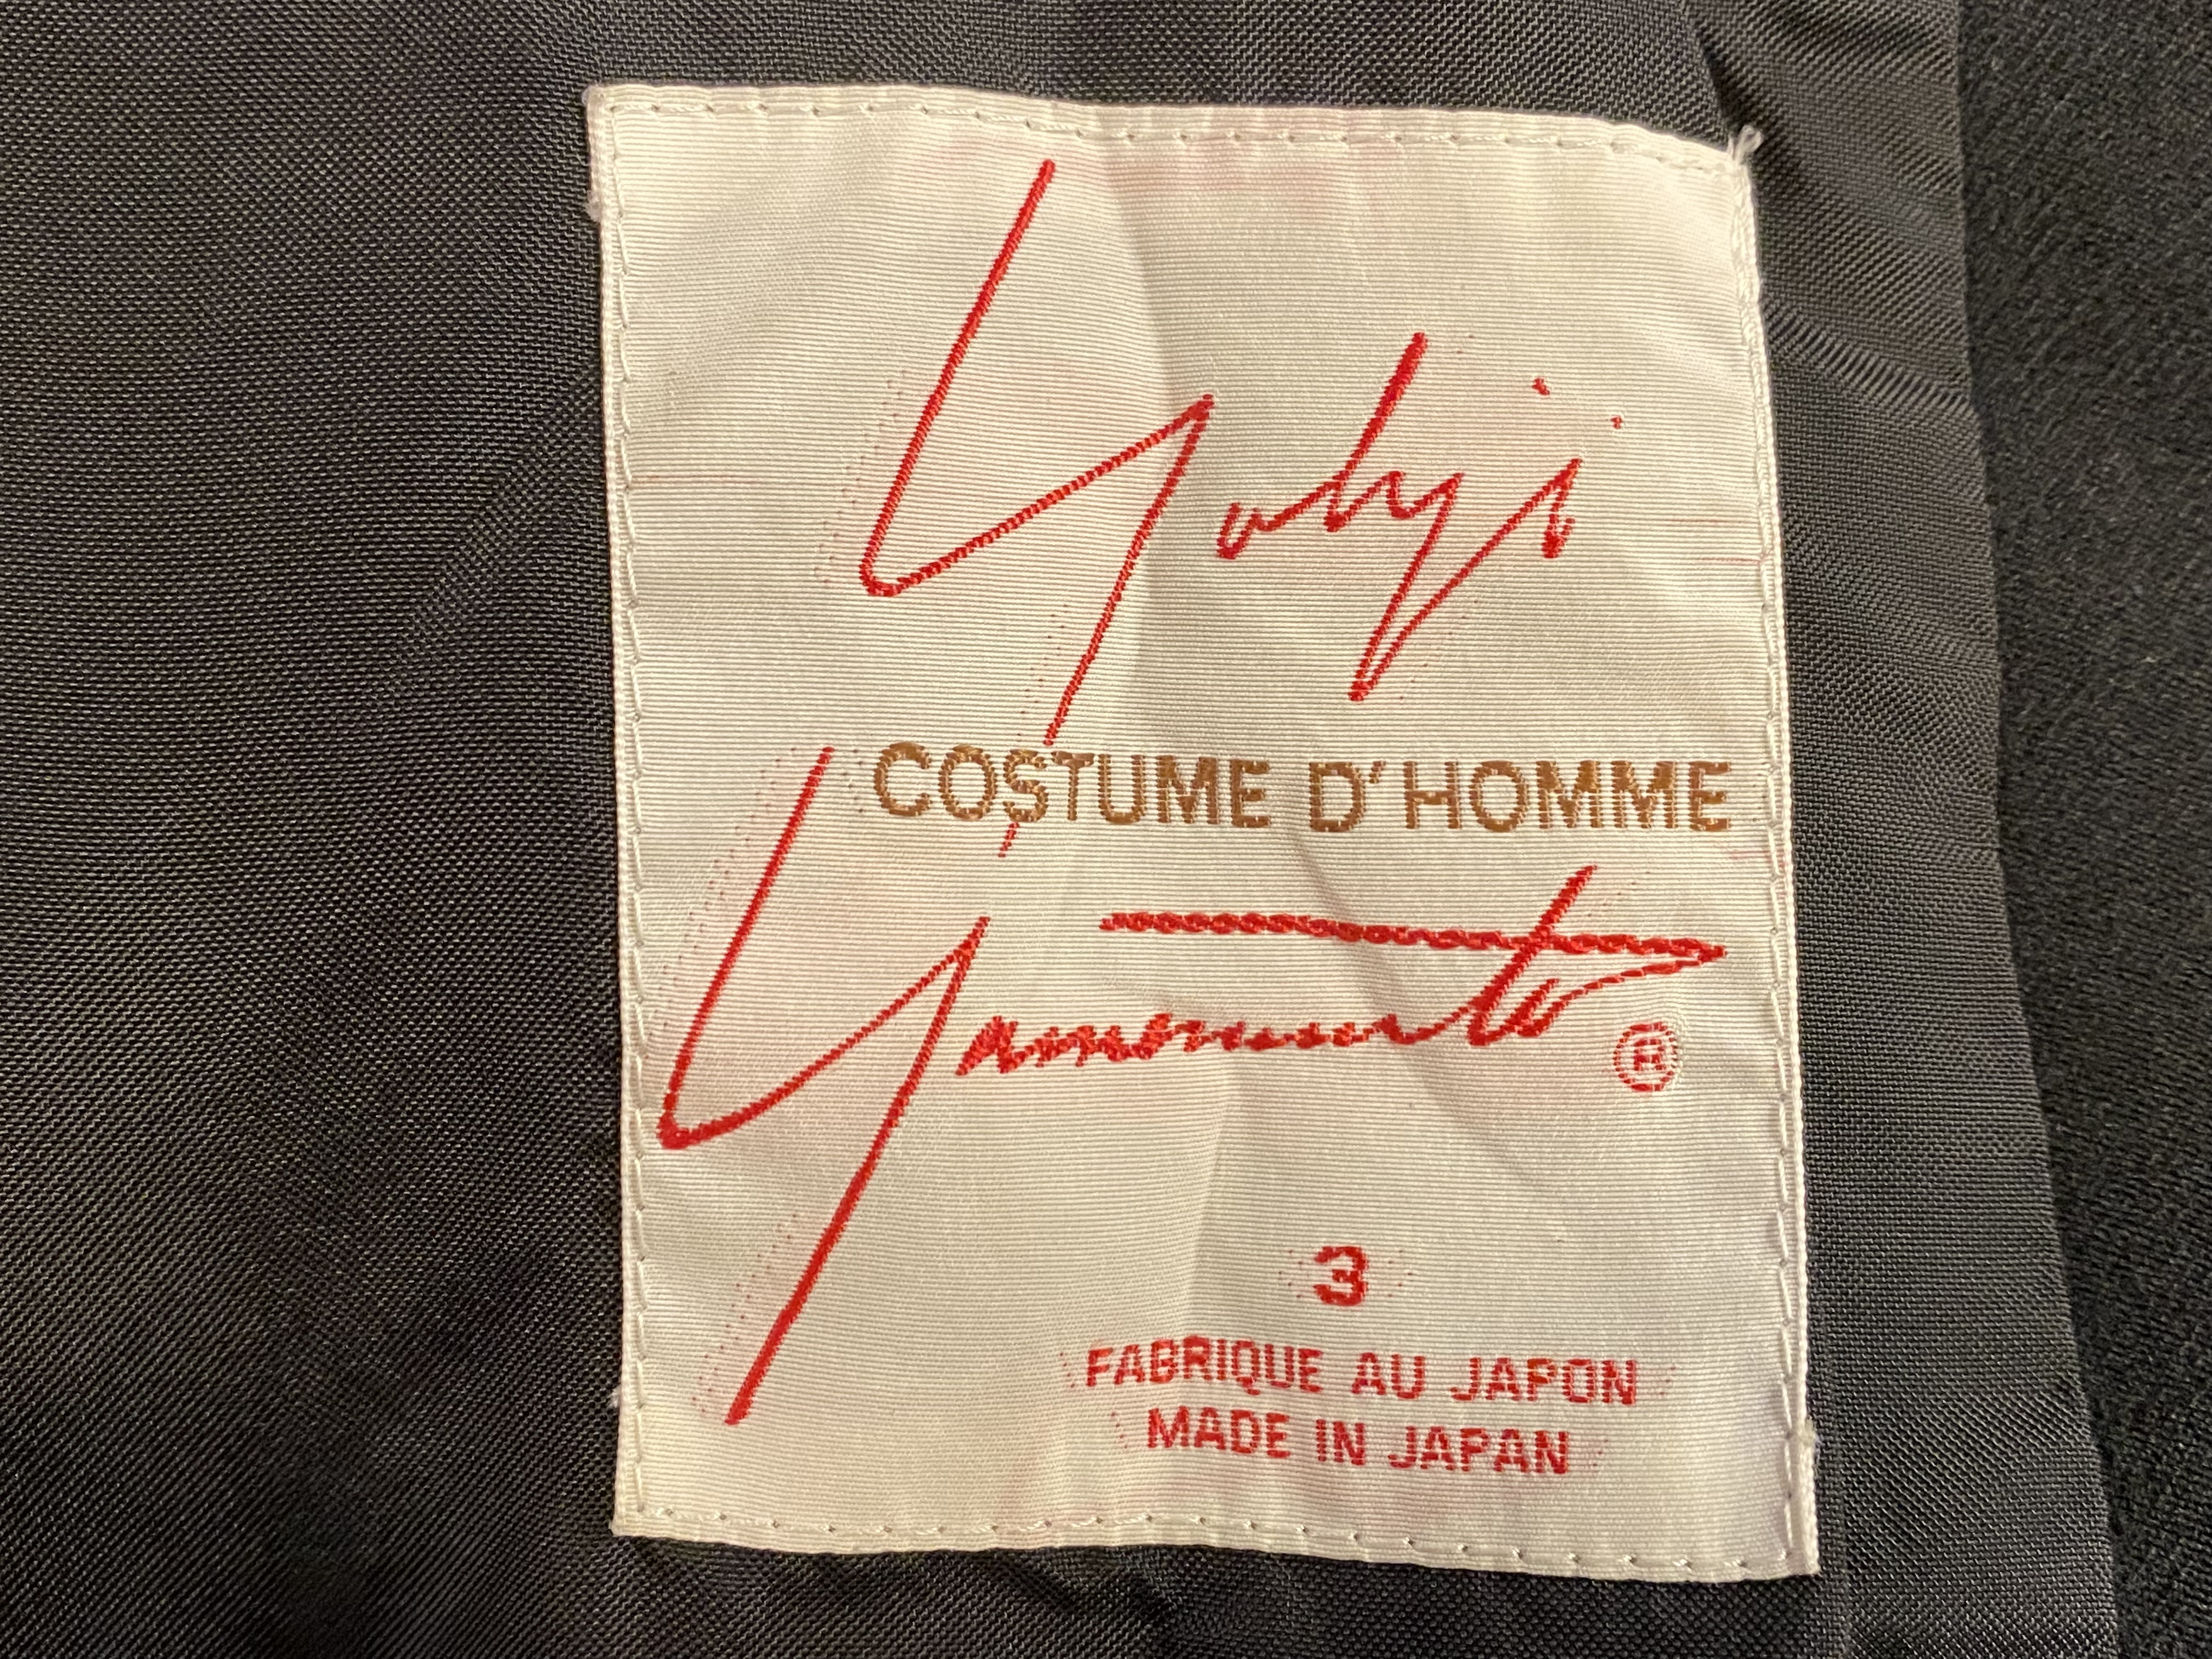 Yohji
COSTUME D'HOMME
Yamamoto
®
3
FABRIQUE AU JAPON
MADE IN JAPAN